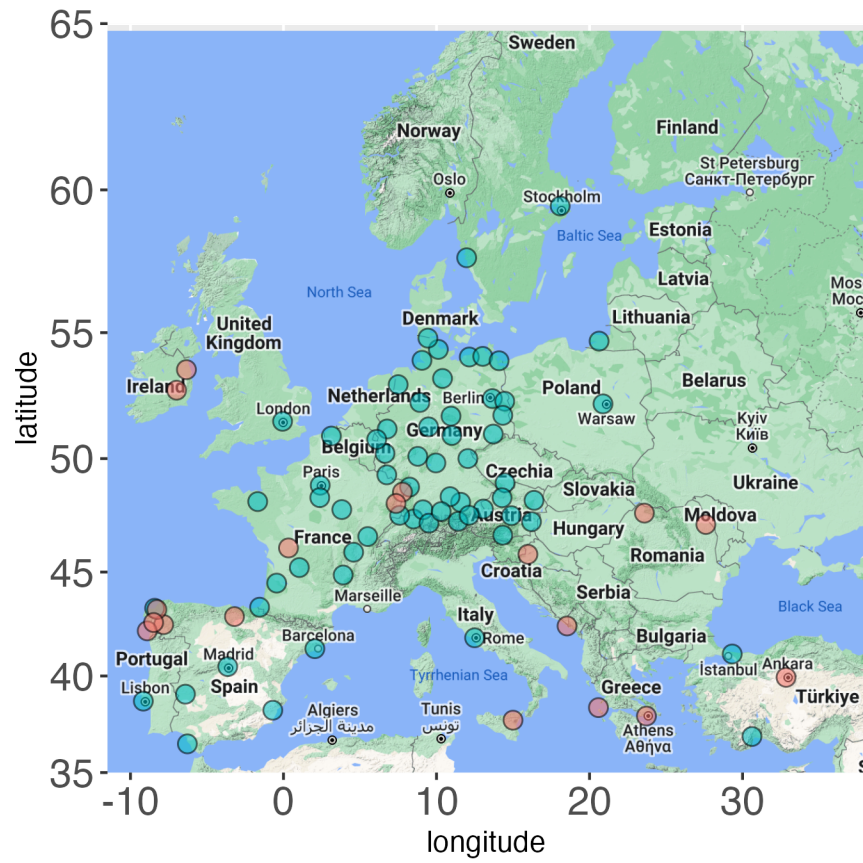 65
Sweden
Norway
Finland
St Petersburg
Санкт-Петербург
Oslo
60
Stockholm
Estonia
Baltic Sea
Latvia
North Sea
Mos
Мос
55
Denmark
Lithuania
United
Kingdom
Ireland
Netherlands
Berlin
Poland
Belarus
London
Warsaw
Kyiv
Київ
Germany
Belgium
50
Paris
Czechia
Ukraine
Slovakia
Moldova
Austria
France
Hungary
Romania
45
Croatia
Marseille
Serbia
Italy
Black Sea
Barcelona
Bulgaria
Rome
Portugal
Madrid
İstanbul
Ankara
40
Spain
Tyrrhenian Sea
Greece
Türkiye
Lisbon
Algiers
مدينة الجزائر
Tunis
تونس
Athens
Αθήνα
S
35
-10
0
10
20
30
longitude
latitude